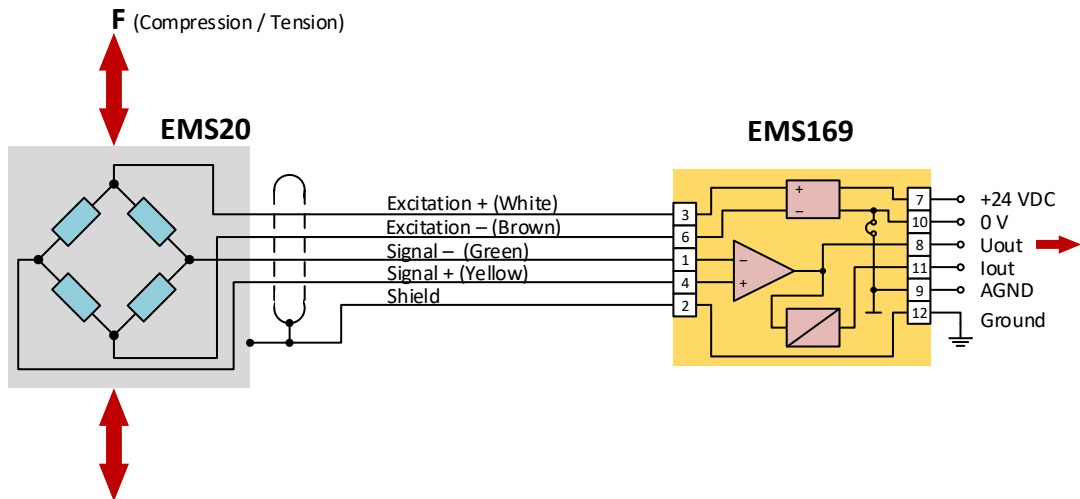 F (Compression / Tension)
EMS20
EMS169
Excitation + (White)
Excitation – (Brown)
Signal – (Green)
Signal + (Yellow)
Shield
3
6
1
4
2
+
–
–
+
7
10
8
11
9
12
+24 VDC
0 V
Uout
Iout
AGND
Ground